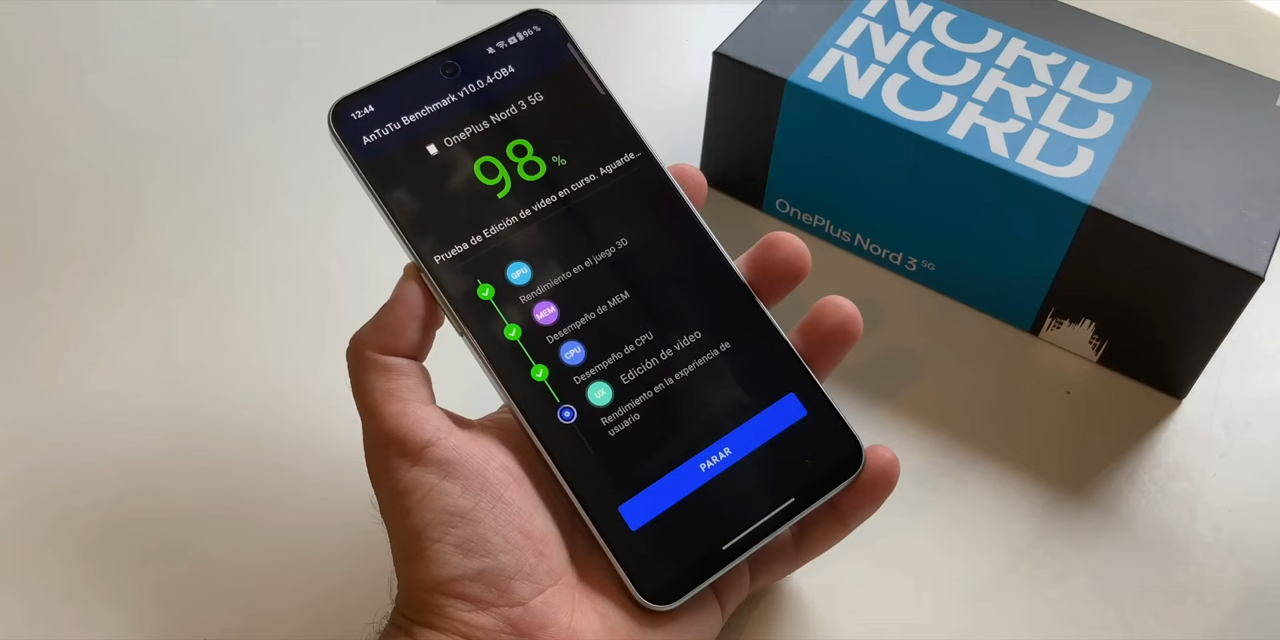 12:44
96%
AnTuTu Benchmark v10.0.4-OB4
OnePlus Nord 3 5G
98%
Prueba de Edición de video en curso. Aguarde...
GPU
Rendimiento en el juego 3D
MEM
Desempeño de MEM
CPU
Desempeño de CPU
UX
Edición de video
Rendimiento en la experiencia de
usuario
PARAR
NORD
NORD
NORD
OnePlus Nord 3 5G